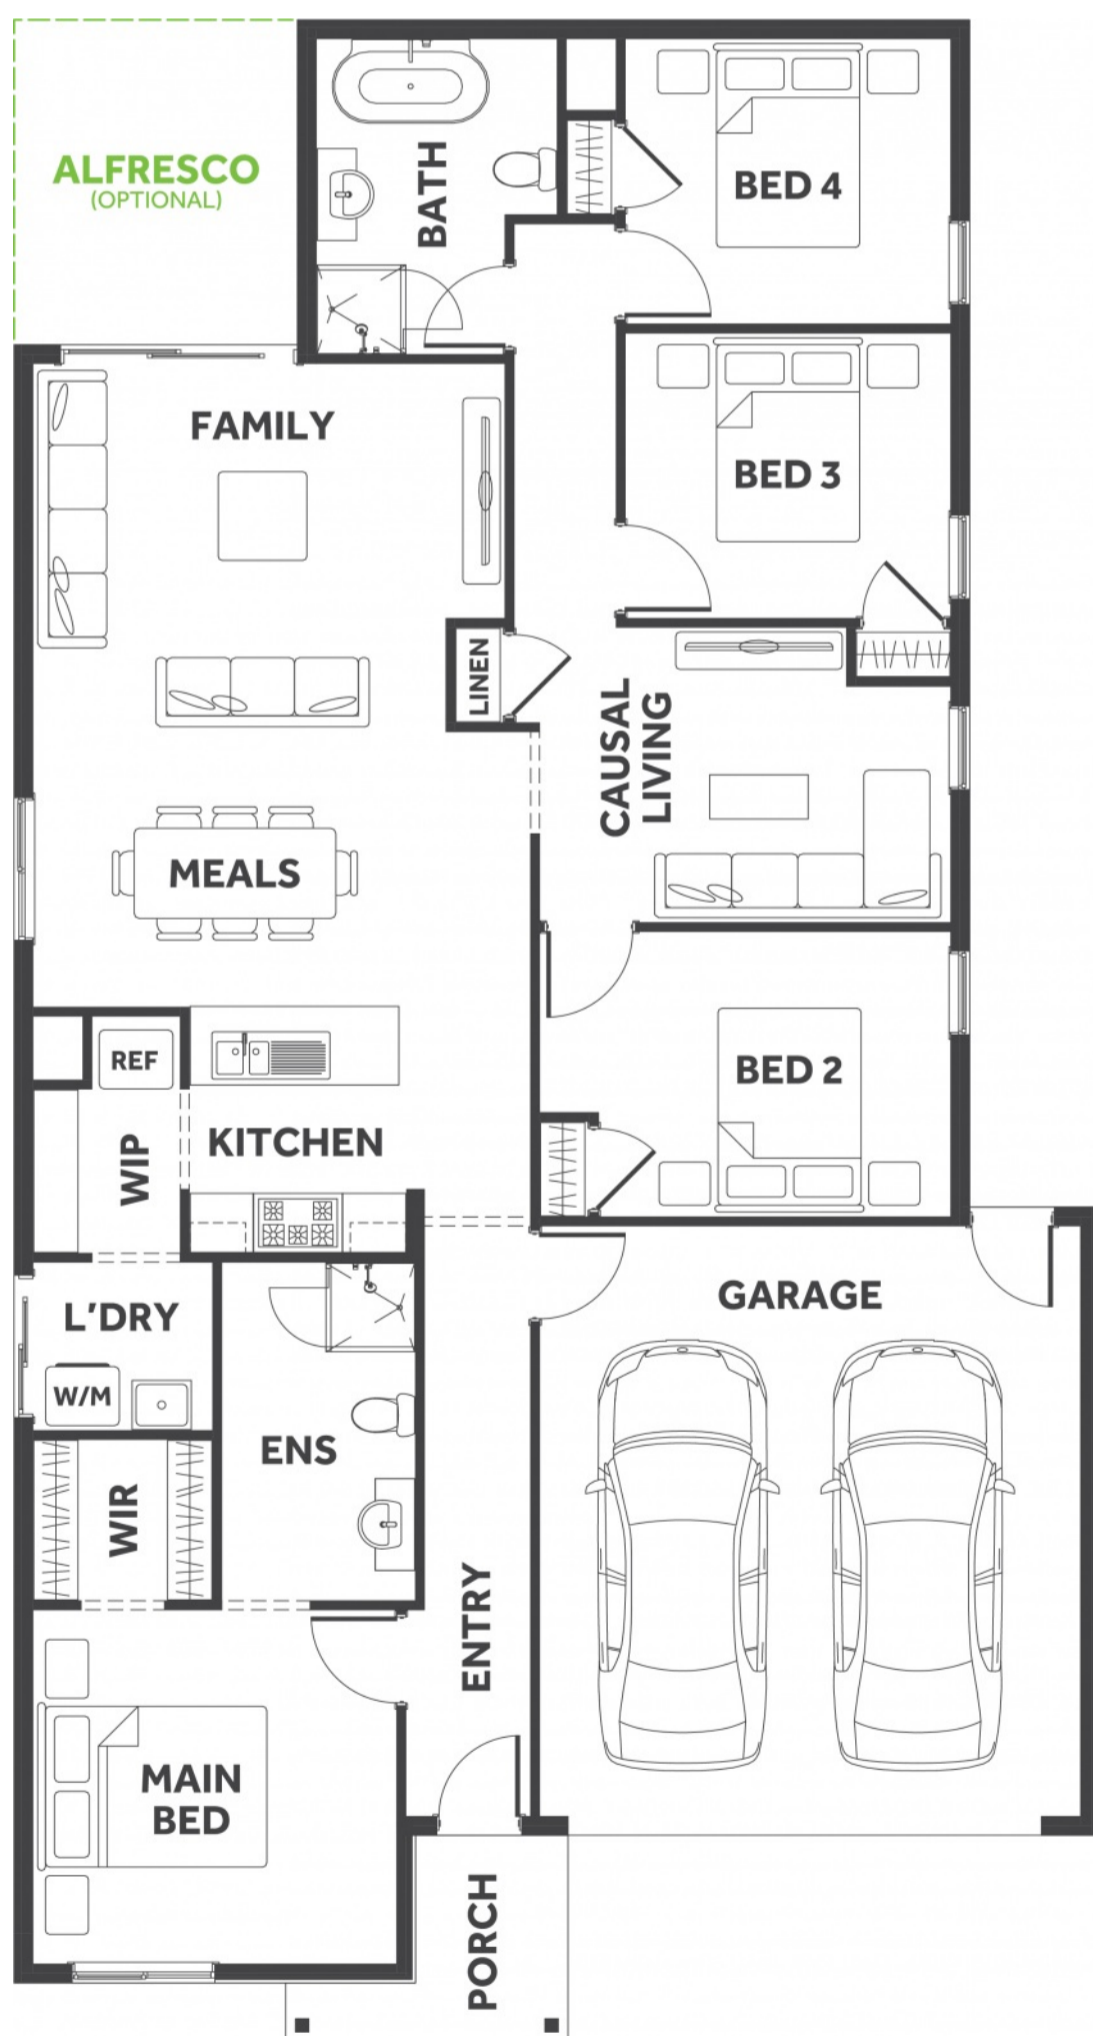 ALFRESCO
(OPTIONAL)
BATH
BED 4
FAMILY
BED 3
LINEN
CAUSAL
LIVING
MEALS
REF
BED 2
WIP
KITCHEN
GARAGE
L'DRY
W/M
ENS
WIR
ENTRY
MAIN
BED
PORCH